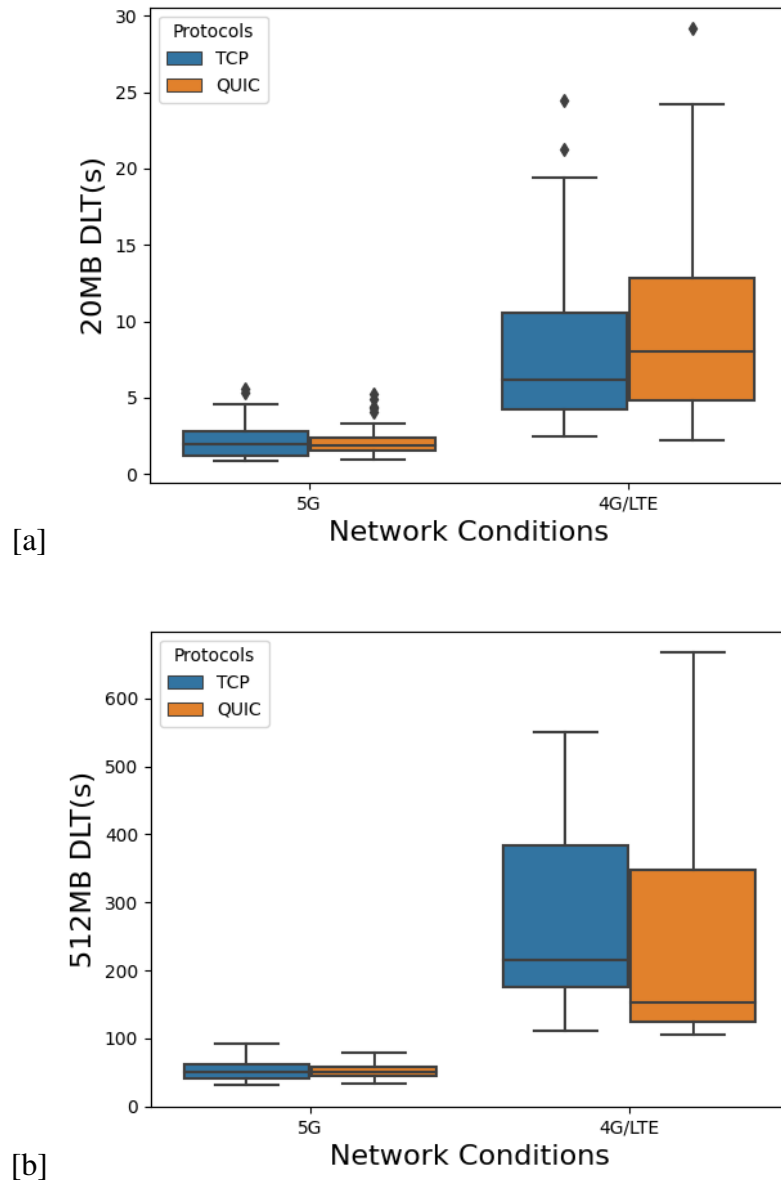 30
Protocols
TCP
QUIC
25
20
15
10
5
0
20MB DLT(s)
5G
4G/LTE
Network Conditions
[a]
Protocols
TCP
QUIC
600
500
400
300
200
100
0
512MB DLT(s)
5G
4G/LTE
Network Conditions
[b]